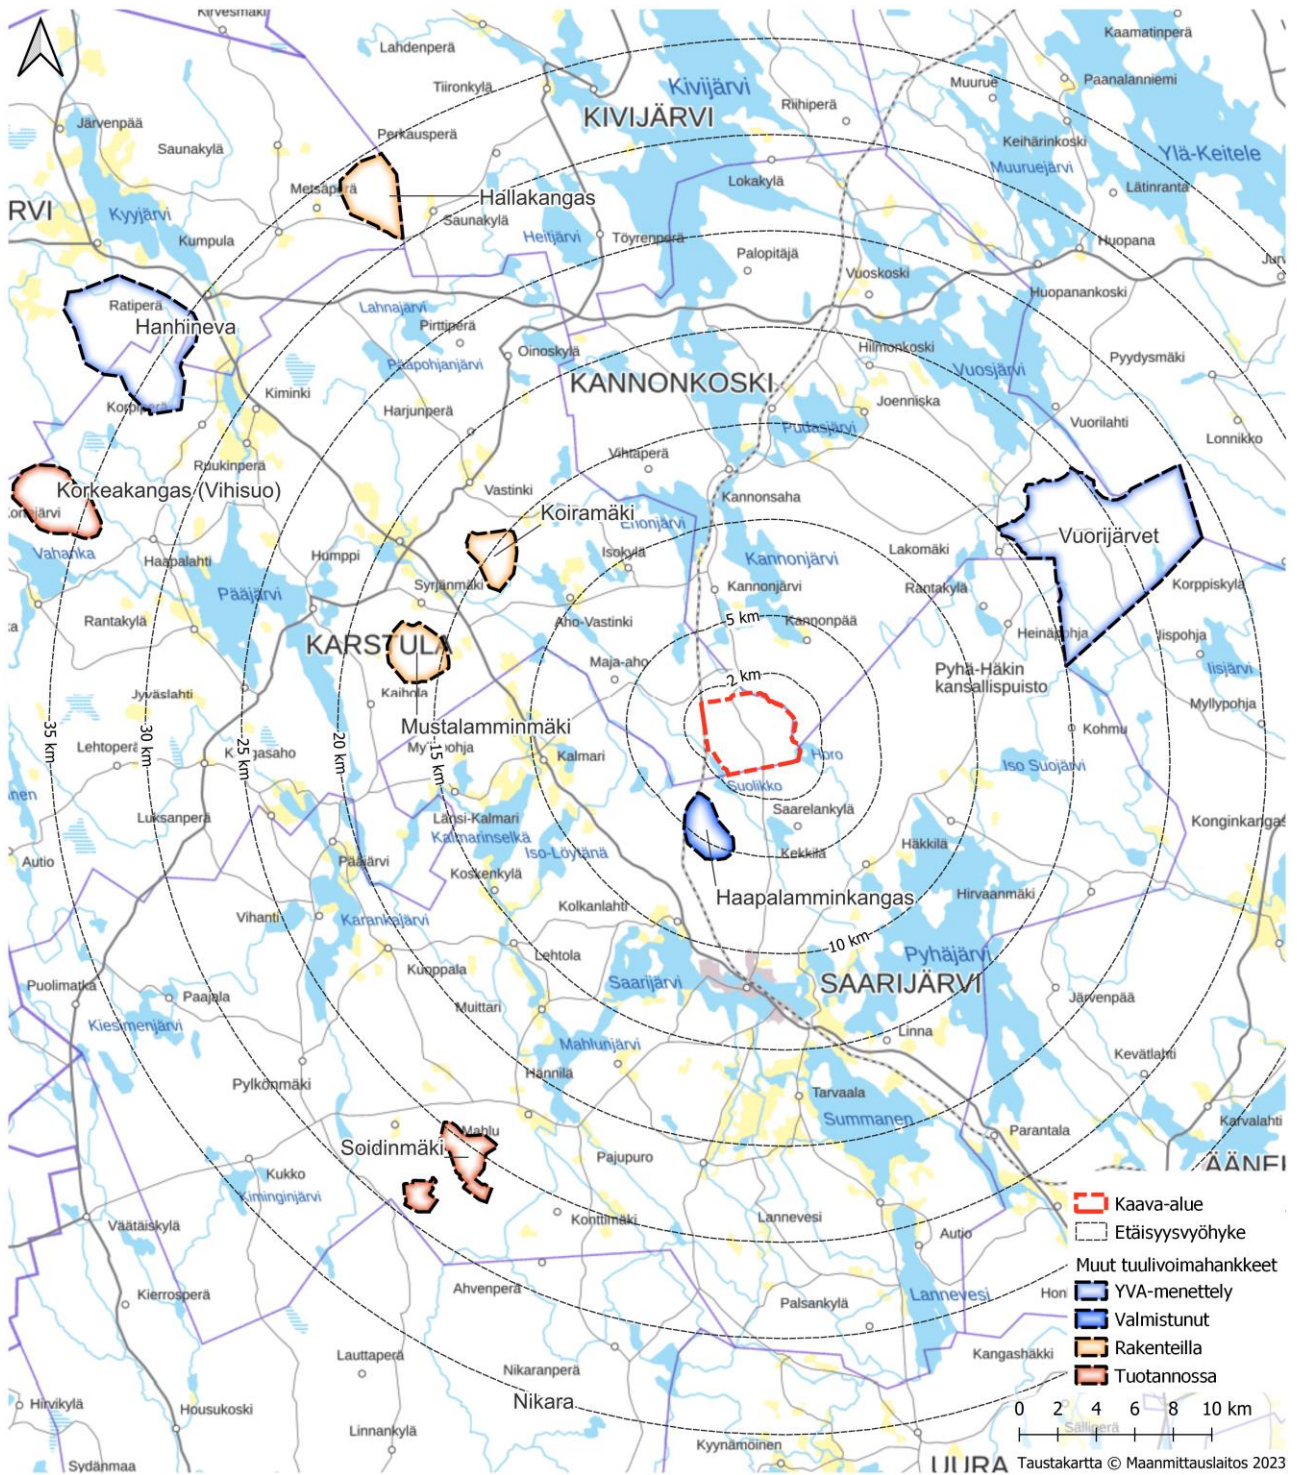 Kirvesmäki
Kaamatinperä
Lahdenperä
Tiironkylä
Kivijärvi
Muurue
Paanalanniemi
Riihiperä
KIVIJÄRVI
Järvenpää
Perkausperä
Saunakylä
Keihärinkoski
Ylä-Keitele
Muuruejärvi
Metsäperä
Hallakangas
Lokakylä
Lätinranta
RVI
Kyyjärvi
Saunakylä
Kumpula
Heitjärvi
Töyrenperä
Huopana
Palopitäjä
Vuoskoski
Huopanankoski
Ratiperä
Hanhineva
Lahnajärvi
Pirttiperä
Oinoskylä
Hilmonkoski
Pyydysmäki
Pääpohjanjärvi
Vuosjärvi
KANNONKOSKI
Kiminki
Korpiperä
Harjunperä
Joenniska
Pudasjärvi
Vuorilahti
Lonnikko
Ruukinperä
Vihtaperä
Korkeakangas (Vihisuo)
Vastinki
Kannonsaha
Koiramäki
Enonjärvi
Vuorijärvet
Vahanka
Haapalahti
Humppi
Isokylä
Kannonjärvi
Lakomäki
Pääjärvi
Syrjänmäki
Kannonjärvi
Rantakylä
Korppiskylä
Rantakylä
Aho-Vastinki
5 km
Kannonpää
Heinäpohja
Iispohja
KARSTULA
Maja-aho
Pyhä-Häkin
kansallispuisto
Iisjärvi
Jyväslahti
Kaihola
2 km
Myllypohja
Mustalamminmäki
Kohmu
35 km
30 km
25 km
20 km
15 km
Lehtoperä
Kalmari
Horo
Iso Suojärvi
Suolikko
Luksanperä
Länsi-Kalmari
Saarelankylä
Konginkangas
Kalmarinselkä
Iso-Löytänä
Häkkilä
Autio
Pääjärvi
Kekkilä
Koskenkylä
Hirvaanmäki
Vihanti
Karankajärvi
Kolkanlahti
Haapalamminkangas
10 km
Lehtola
Kuoppala
Pyhäjärvi
Saarijärvi
SAARIJÄRVI
Puolimatka
Paajala
Muittari
Järvenpää
Kiesimenjärvi
Linna
Mahlunjärvi
Kevätlahti
Pylkönmäki
Hännilä
Tarvaala
Summanen
Karvalahti
Mahlu
Parantala
Soidinmäki
Pajupuro
ÄÄNEI
Kukko
Kiminginjärvi
Väätäiskylä
Konttimäki
Lannevesi
Autio
Kaava-alue
Etäisyysvyöhyke
Muut tuulivoimahankkeet
YVA-menettely
Valmistunut
Rakenteilla
Tuotannossa
Kierrosperä
Ahvenperä
Palsankylä
Lannevesi
Lauttaperä
Nikaranperä
Kangashäkki
Nikara
Hirvikylä
Housukoski
Linnankylä
Kyynämöinen
Sydänmaa
0 2 4 6 8 10 km
UURA
Taustakartta © Maanmittauslaitos 2023